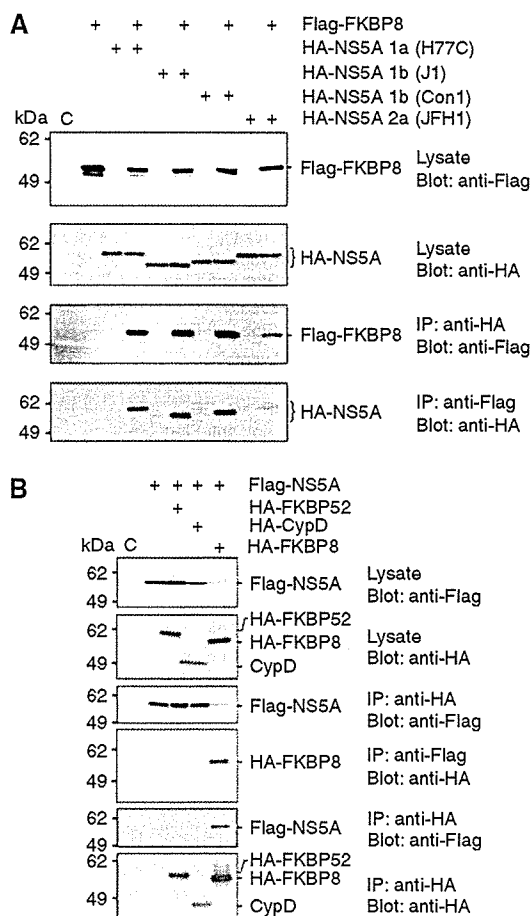 A
+ + + + + Flag-FKBP8
+ + HA-NS5A 1a (H77C)
+ + HA-NS5A 1b (J1)
+ + HA-NS5A 1b (Con1)
kDa C + + HA-NS5A 2a (JFH1)
62
49
Flag-FKBP8
Lysate
Blot: anti-Flag
62
49
HA-NS5A
Lysate
Blot: anti-HA
62
49
Flag-FKBP8
IP: anti-HA
Blot: anti-Flag
62
49
HA-NS5A
IP: anti-Flag
Blot: anti-HA
B
+ + + + Flag-NS5A
+ HA-FKBP52
+ HA-CypD
kDa C + HA-FKBP8
62
49
Flag-NS5A
Lysate
Blot: anti-Flag
62
49
HA-FKBP52
HA-FKBP8
CypD
Lysate
Blot: anti-HA
62
49
Flag-NS5A
IP: anti-HA
Blot: anti-Flag
62
49
HA-FKBP8
IP: anti-Flag
Blot: anti-HA
62
49
Flag-NS5A
IP: anti-HA
Blot: anti-Flag
62
49
HA-FKBP52
HA-FKBP8
CypD
IP: anti-HA
Blot: anti-HA